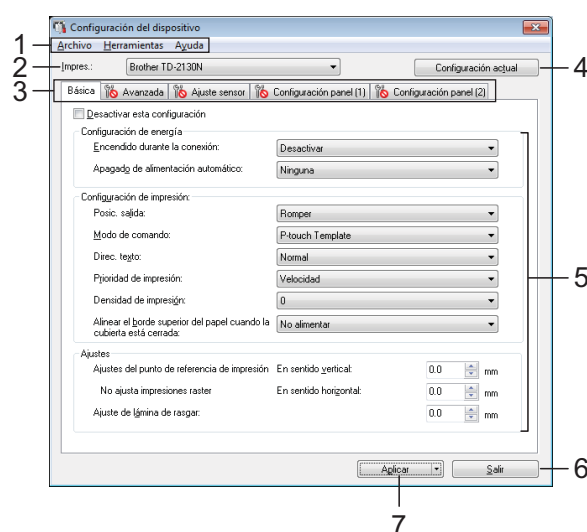 Configuración del dispositivo
1
Archivo Herramientas Ayuda
2
Impres.: Brother TD-2130N Configuración actual
4
3
Básica Avanzada Ajuste sensor Configuración panel (1) Configuración panel (2)
Desactivar esta configuración
Configuración de energía
Encendido durante la conexión: Desactivar
Apagado de alimentación automático: Ninguna
Configuración de impresión:
Posic. salida: Romper
Modo de comando: P-touch Template
Direc. texto: Normal
5
Prioridad de impresión: Velocidad
Densidad de impresión: 0
Alinear el borde superior del papel cuando la
cubierta está cerrada: No alimentar
Ajustes
Ajustes del punto de referencia de impresión En sentido vertical: 0.0 mm
No ajusta impresiones raster En sentido horizontal: 0.0 mm
Ajuste de lámina de rasgar: 0.0 mm
Aplicar Salir
6
7